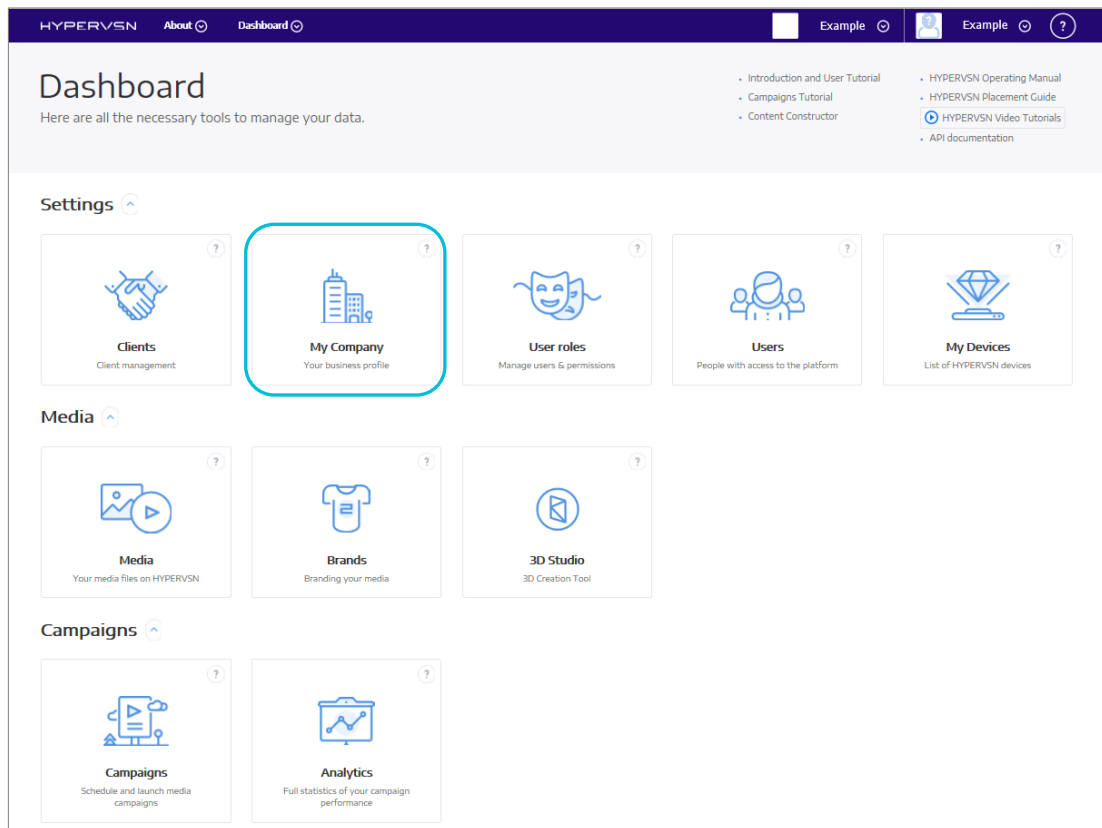 HYPERVSN About Dashboard Example Example ?
Dashboard
Here are all the necessary tools to manage your data.
Introduction and User Tutorial
Campaigns Tutorial
Content Constructor
HYPERVSN Operating Manual
HYPERVSN Placement Guide
HYPERVSN Video Tutorials
API documentation
Settings
?
Clients
Client management
?
My Company
Your business profile
?
User roles
Manage users & permissions
?
Users
People with access to the platform
?
My Devices
List of HYPERVSN devices
Media
?
Media
Your media files on HYPERVSN
?
Brands
Branding your media
?
3D Studio
3D Creation Tool
Campaigns
?
Campaigns
Schedule and launch media
campaigns
?
Analytics
Full statistics of your campaign
performance